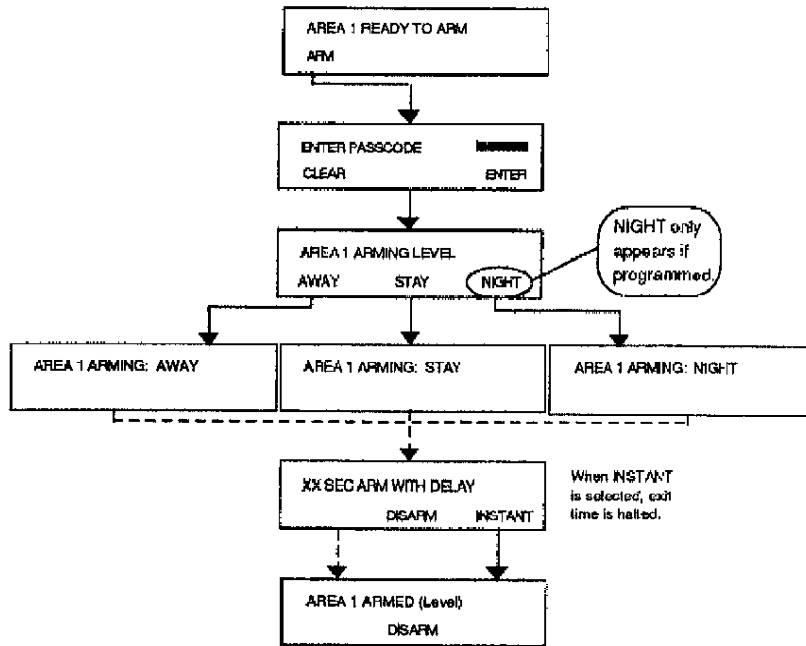 AREA 1 READY TO ARM
ARM
ENTER PASSCODE
CLEAR ENTER
AREA 1 ARMING LEVEL
AWAY STAY NIGHT
NIGHT only
appears if
programmed.
AREA 1 ARMING: AWAY
AREA 1 ARMING: STAY
AREA 1 ARMING: NIGHT
XX SEC ARM WITH DELAY
DISARM INSTANT
When INSTANT
is selected, exit
time is halted.
AREA 1 ARMED (Level)
DISARM